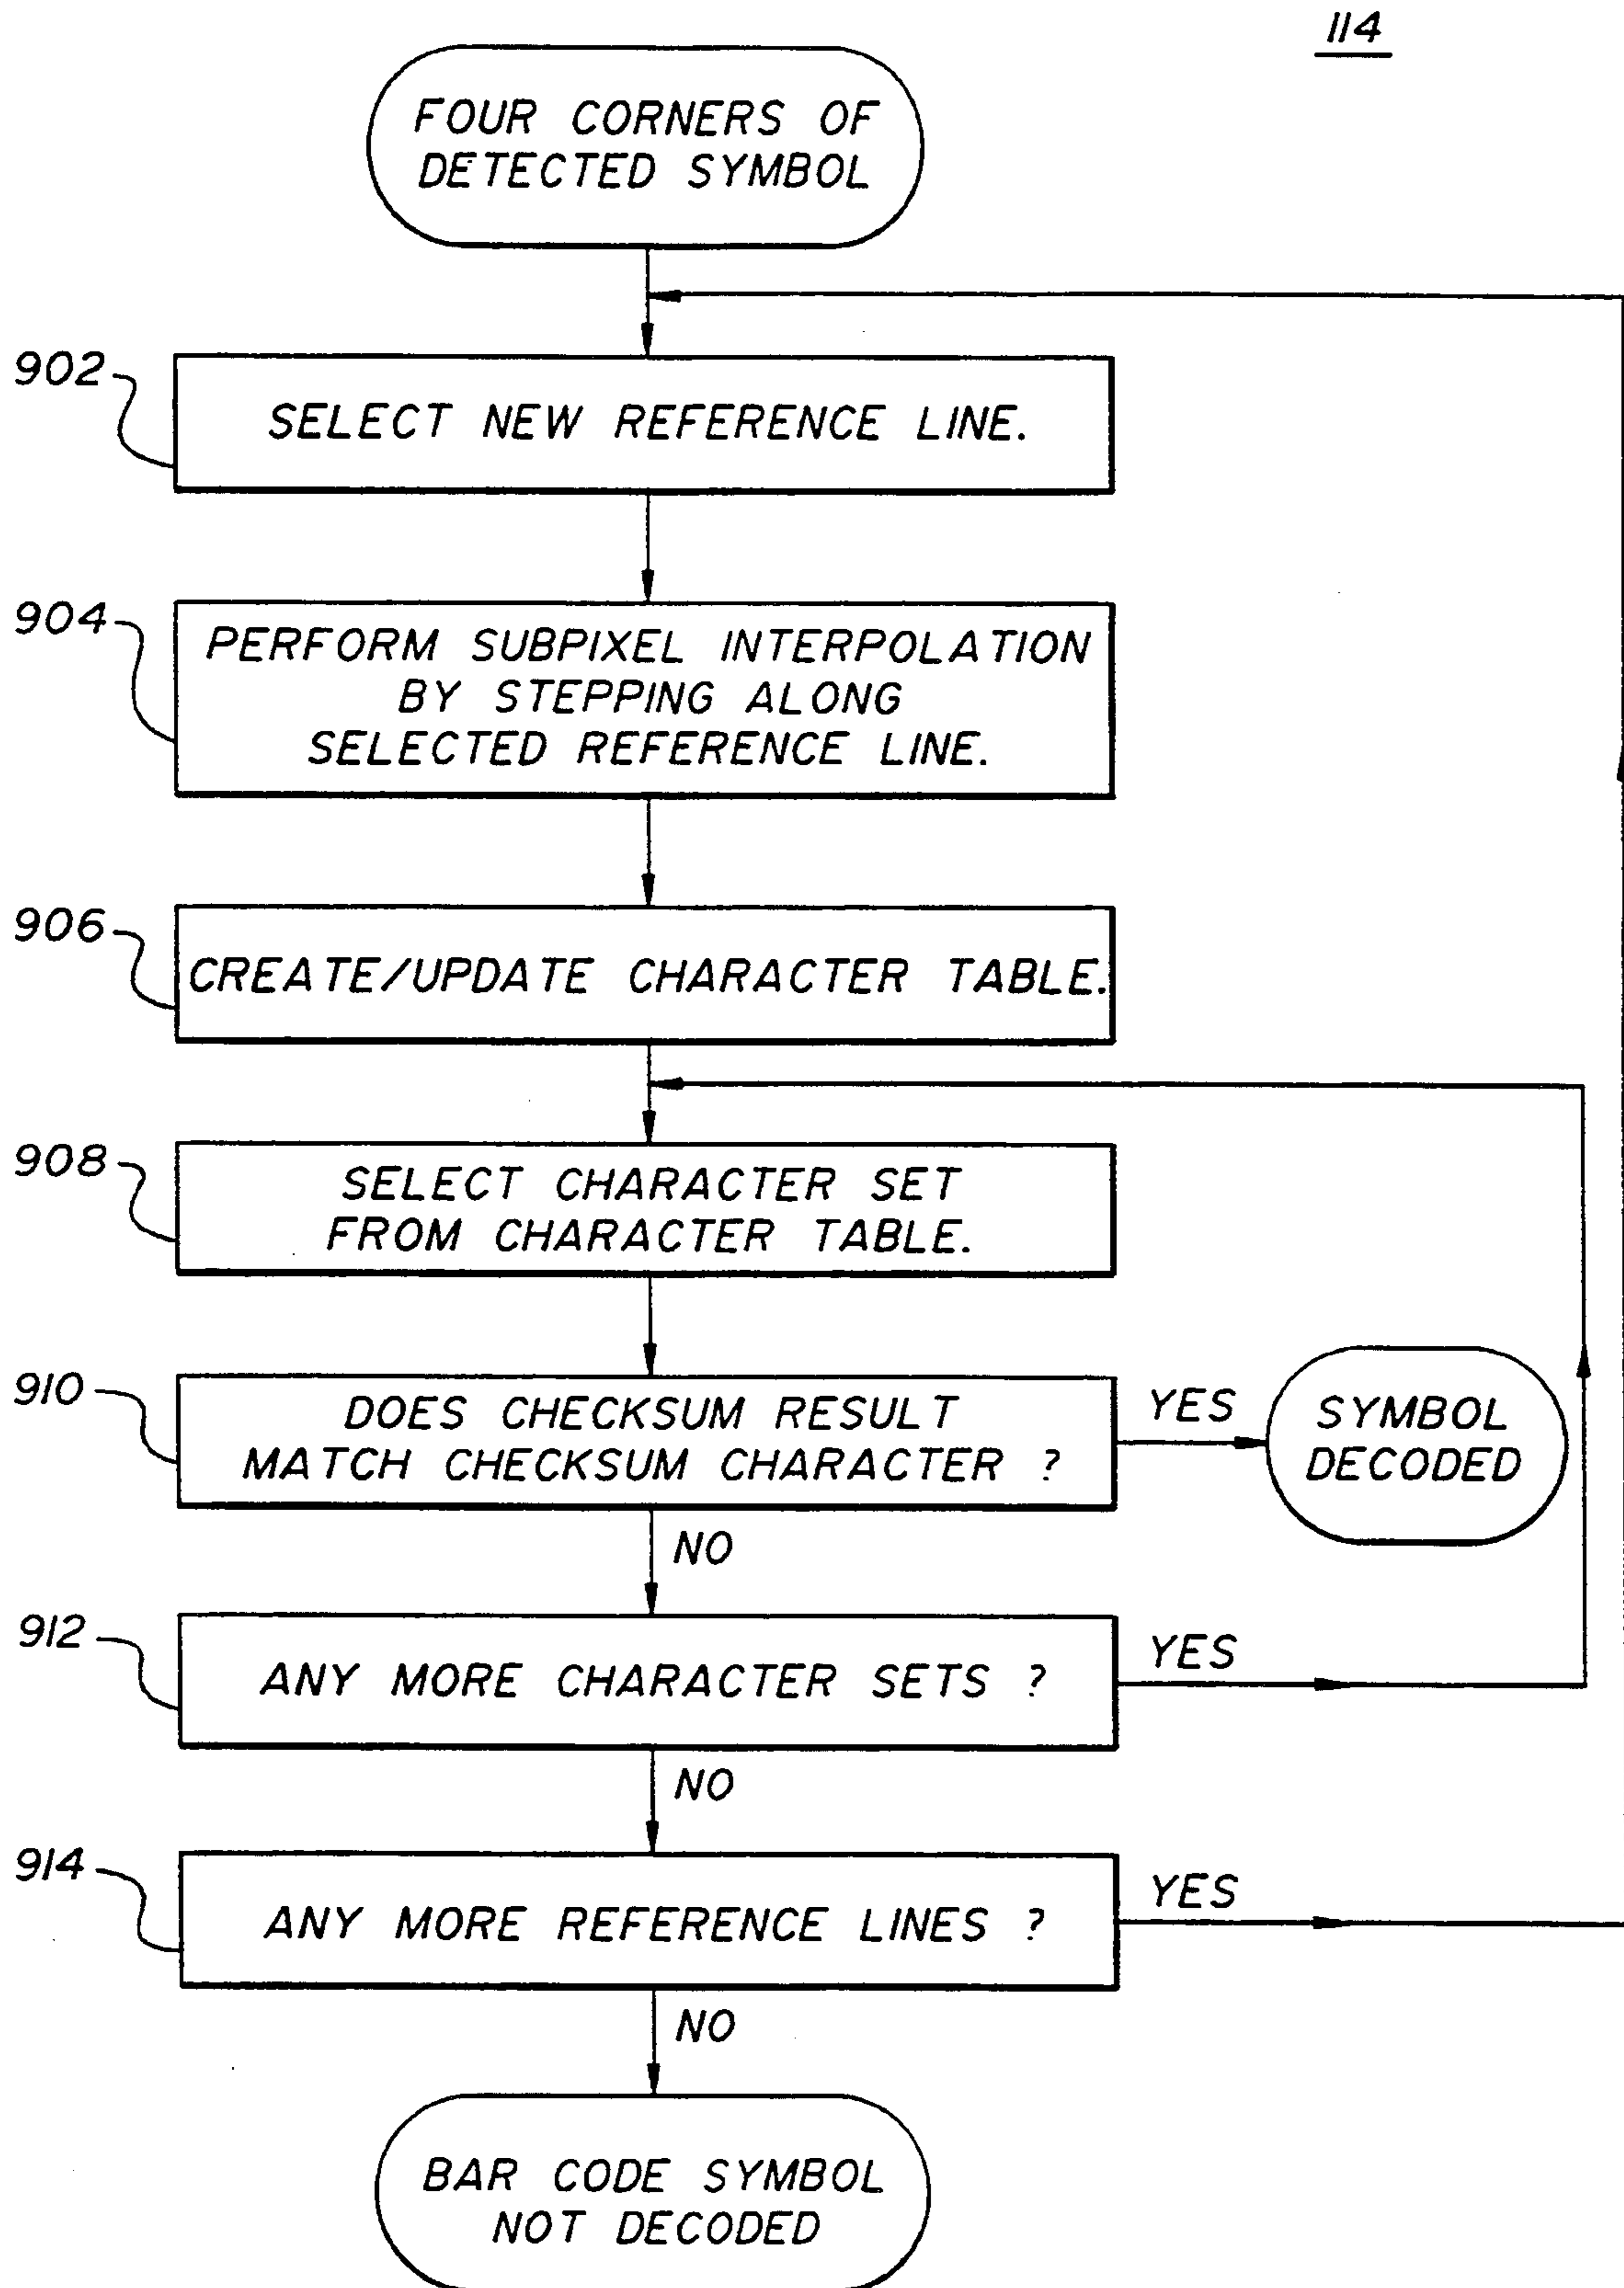 114
FOUR CORNERS OF
DETECTED SYMBOL
902
SELECT NEW REFERENCE LINE.
904
PERFORM SUBPIXEL INTERPOLATION
BY STEPPING ALONG
SELECTED REFERENCE LINE.
906
CREATE/UPDATE CHARACTER TABLE.
908
SELECT CHARACTER SET
FROM CHARACTER TABLE.
910
DOES CHECKSUM RESULT
MATCH CHECKSUM CHARACTER ?
YES
SYMBOL
DECODED
NO
912
ANY MORE CHARACTER SETS ?
YES
NO
914
ANY MORE REFERENCE LINES ?
YES
NO
BAR CODE SYMBOL
NOT DECODED